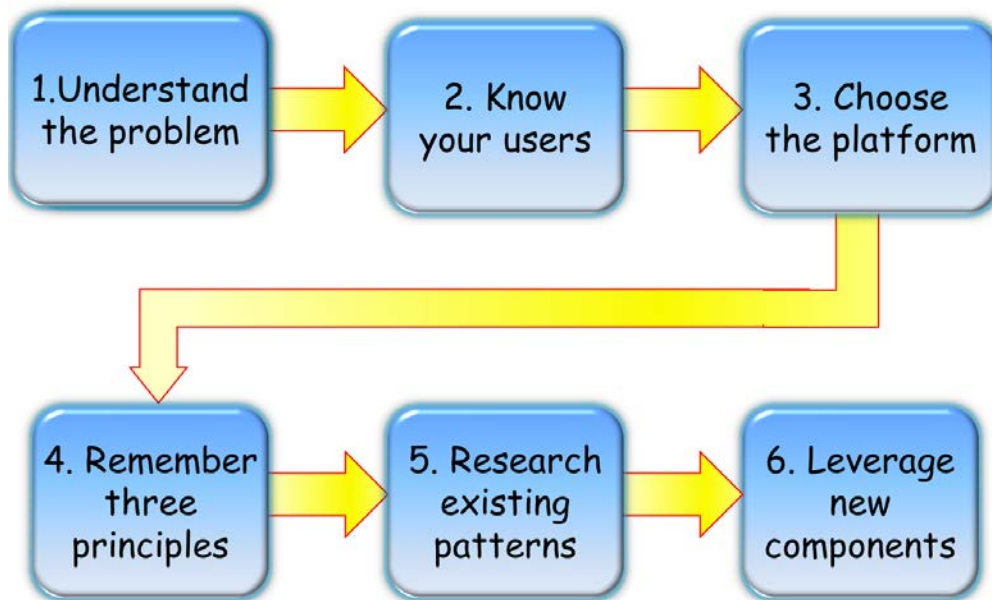 1.Understand
the problem
2. Know
your users
3. Choose
the platform
4. Remember
three
principles
5. Research
existing
patterns
6. Leverage
new
components